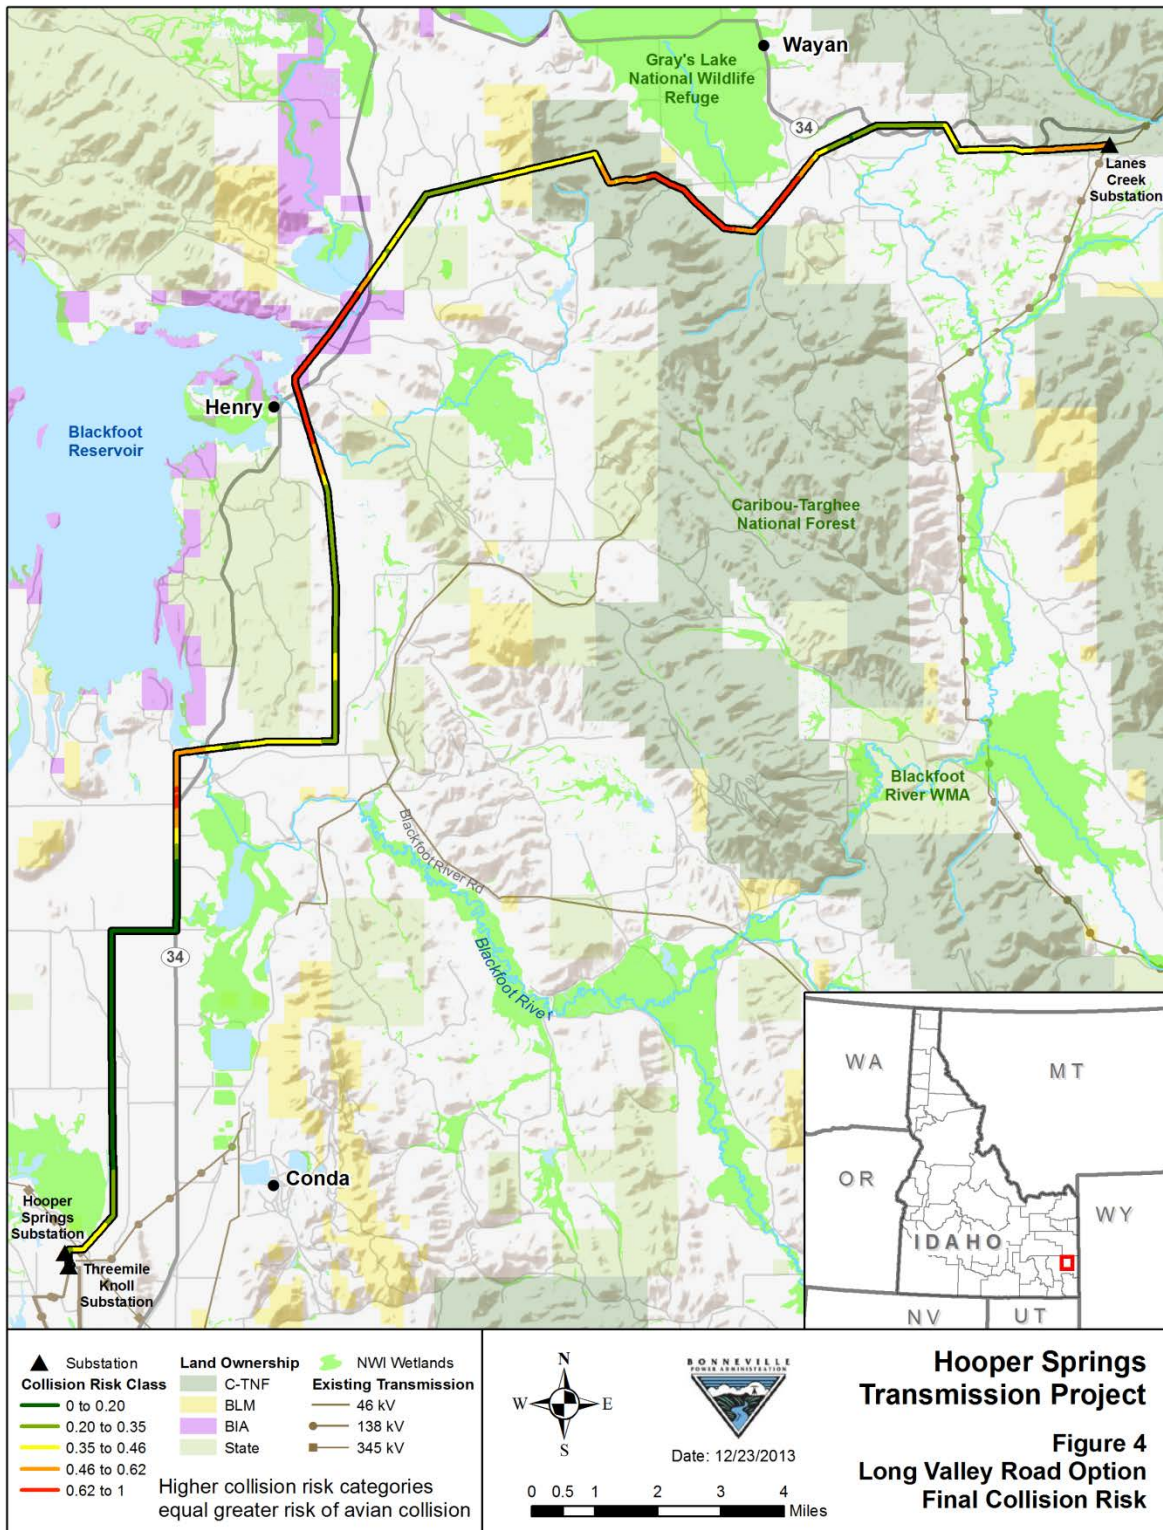 Wayan
Gray's Lake
National Wildlife
Refuge
34
Lanes
Creek
Substation
Henry
Blackfoot
Reservoir
Caribou-Targhee
National Forest
Blackfoot
River WMA
Blackfoot River Rd
34
Blackfoot Rive
Conda
Hooper
Springs
Substation
Threemile
Knoll
Substation
WA
MT
OR
IDAHO
WY
NV
UT
Substation
Collision Risk Class
0 to 0.20
0.20 to 0.35
0.35 to 0.46
0.46 to 0.62
0.62 to 1
Land Ownership
C-TNF
BLM
BIA
State
NWI Wetlands
Existing Transmission
46 kV
138 kV
345 kV
Higher collision risk categories
equal greater risk of avian collision
N
W E
S
BONNEVILLE
POWER ADMINISTRATION
Date: 12/23/2013
0 0.5 1 2 3 4
Miles
Hooper Springs
Transmission Project
Figure 4
Long Valley Road Option
Final Collision Risk